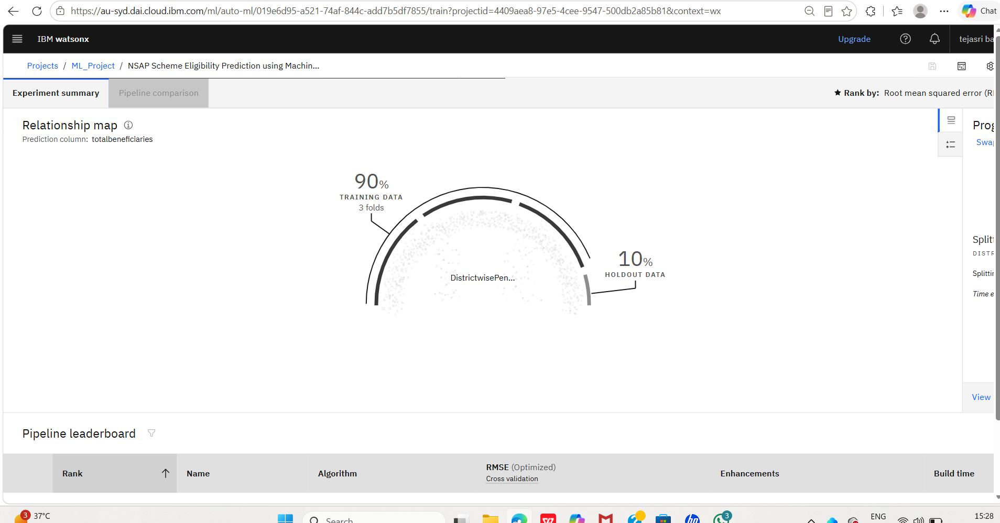 https://au-syd.dai.cloud.ibm.com/ml/auto-ml/019e6d95-a521-74af-844c-add7b5df7855/train?projectid=4409aea8-97e5-4cee-9547-500db2a85b81&context=wx
Chat
IBM watsonx
Upgrade
tejasri ba
Projects / ML_Project / NSAP Scheme Eligibility Prediction using Machin...
Experiment summary
Pipeline comparison
Rank by: Root mean squared error (R
Relationship map
Prediction column: totalbeneficiaries
Prog
Swap
90%
TRAINING DATA
3 folds
10%
HOLDOUT DATA
DistrictwisePen...
Split
DISTR
Splittin
Time e
View
Pipeline leaderboard
Rank
Name
Algorithm
RMSE (Optimized)
Cross validation
Enhancements
Build time
3
37°C
Search
3
ENG
15:28